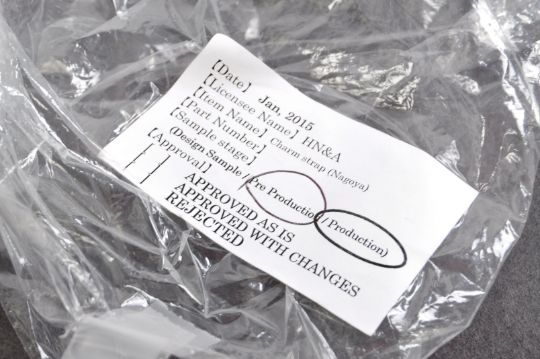 【Date】 Jan, 2015
【Licensee Name】 HN&A
【Item Name】 Charm strap (Nagoya)
【Part Number】
【Sample stage】
(Design Sample / Pre Production / Production)
【Approval】
[ ] APPROVED AS IS
[ ] APPROVED WITH CHANGES
[ ] REJECTED